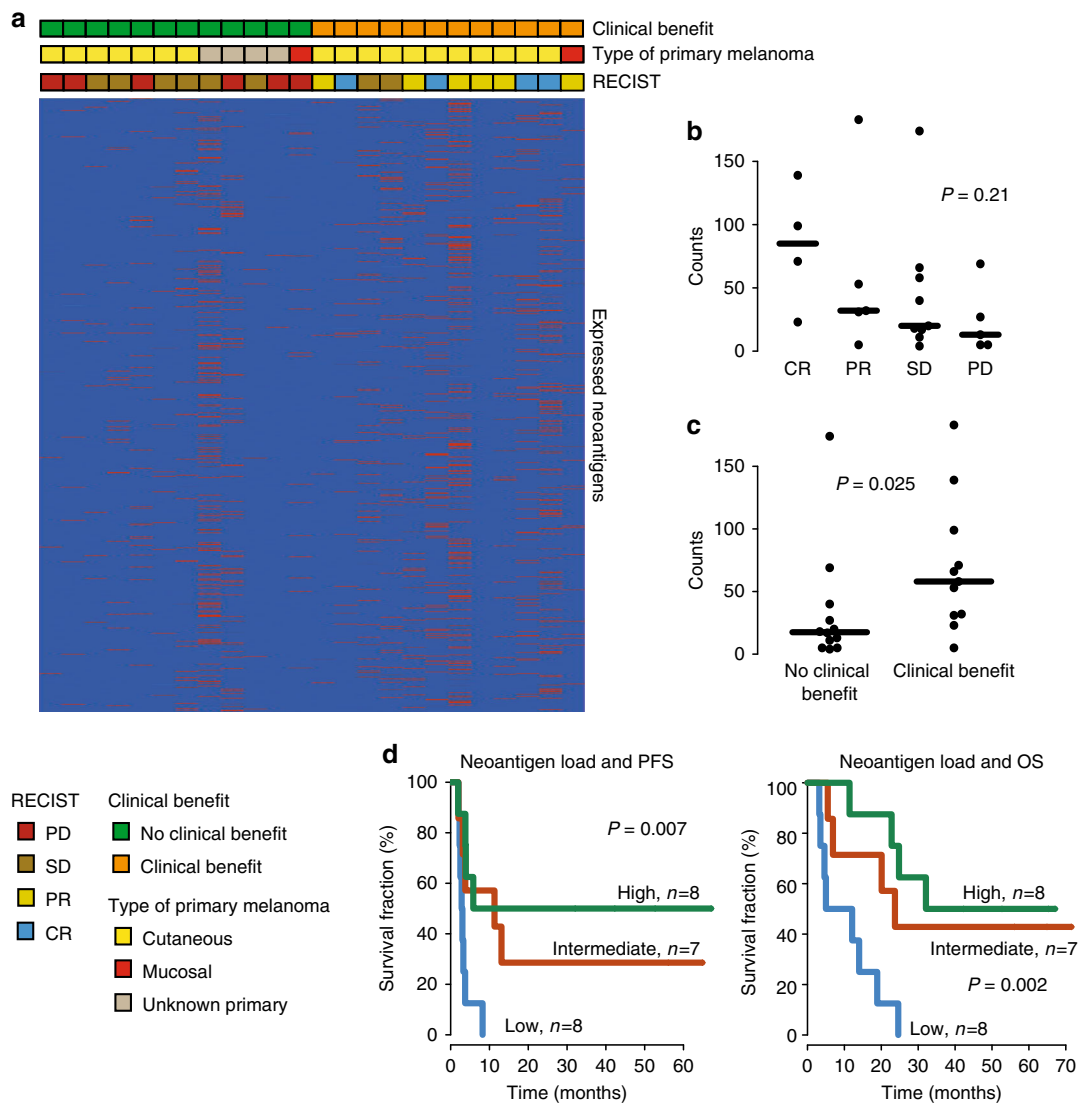 a
Clinical benefit
Type of primary melanoma
RECIST
Expressed neoantigens
b
Counts
150
100
50
0
P = 0.21
CR PR SD PD
c
Counts
150
100
50
0
P = 0.025
No clinical benefit
Clinical benefit
RECIST
PD
SD
PR
CR
Clinical benefit
No clinical benefit
Clinical benefit
Type of primary melanoma
Cutaneous
Mucosal
Unknown primary
d
Neoantigen load and PFS
Survival fraction (%)
100
80
60
40
20
0
P = 0.007
High, n=8
Intermediate, n=7
Low, n=8
0 10 20 30 40 60
Time (months)
Neoantigen load and OS
Survival fraction (%)
100
80
60
40
20
0
High, n=8
Intermediate, n=7
P = 0.002
Low, n=8
0 10 20 30 40 50 60 70
Time (months)